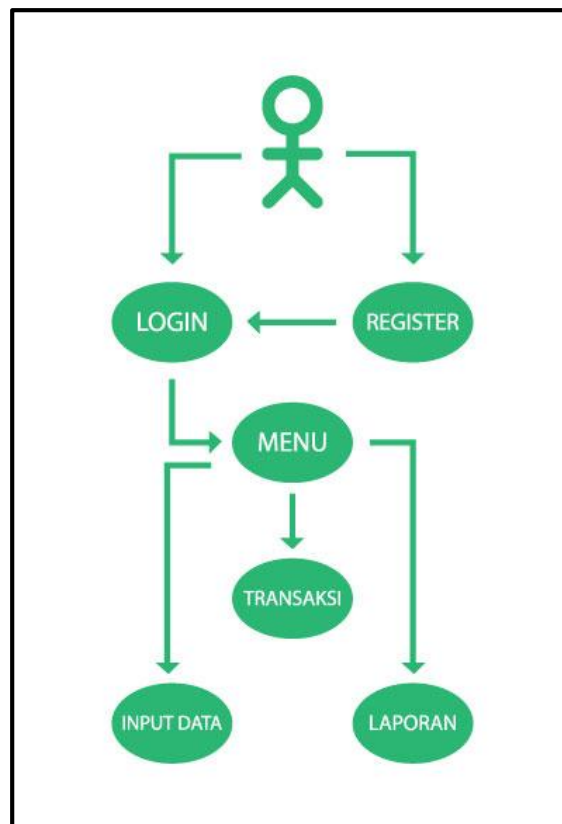 LOGIN
REGISTER
MENU
TRANSAKSI
INPUT DATA
LAPORAN